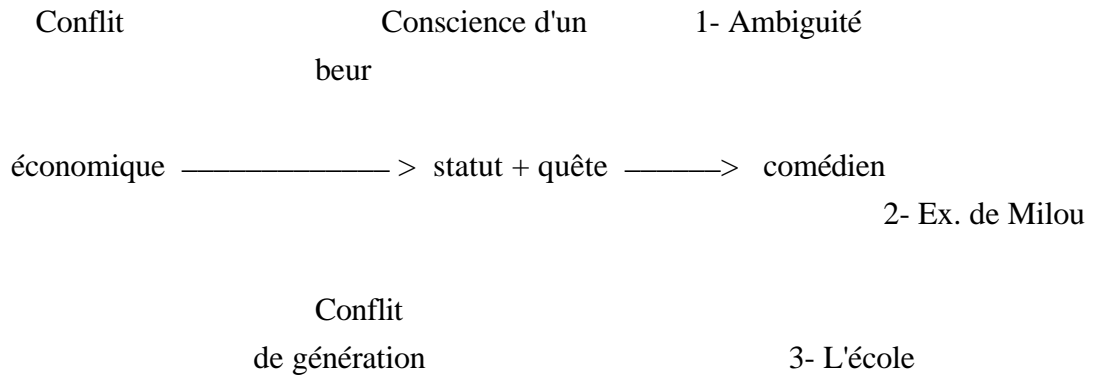 Conflit Conscience d'un 1- Ambiguité
beur
économique ————————> statut + quête ————> comédien
2- Ex. de Milou
Conflit
de génération 3- L'école